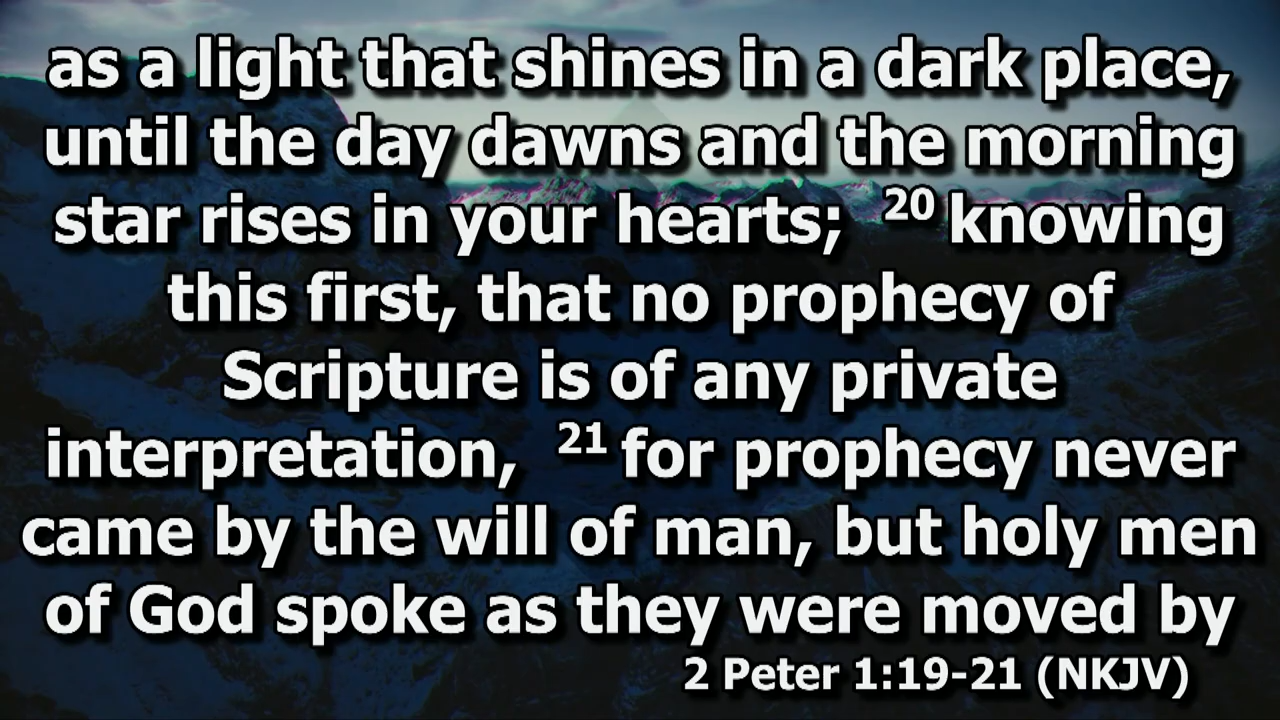 as a light that shines in a dark place,
until the day dawns and the morning
star rises in your hearts; 20 knowing
this first, that no prophecy of
Scripture is of any private
interpretation, 21 for prophecy never
came by the will of man, but holy men
of God spoke as they were moved by
2 Peter 1:19-21 (NKJV)